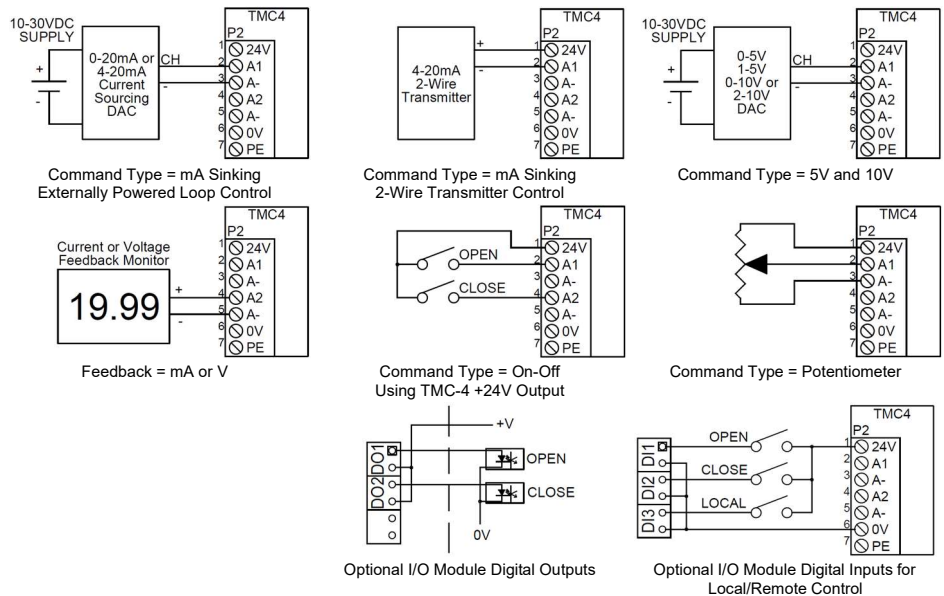 10-30VDC
SUPPLY
+
-
0-20mA or
4-20mA
Current
Sourcing
DAC
CH
-
TMC4
P2
1 24V
2 A1
3 A-
4 A2
5 A-
6 0V
7 PE
Command Type = mA Sinking
Externally Powered Loop Control
4-20mA
2-Wire
Transmitter
+
-
TMC4
P2
1 24V
2 A1
3 A-
4 A2
5 A-
6 0V
7 PE
Command Type = mA Sinking
2-Wire Transmitter Control
10-30VDC
SUPPLY
+
-
0-5V
1-5V
0-10V or
2-10V
DAC
CH
-
TMC4
P2
1 24V
2 A1
3 A-
4 A2
5 A-
6 0V
7 PE
Command Type = 5V and 10V
Current or Voltage
Feedback Monitor
19.99
+
-
TMC4
P2
1 24V
2 A1
3 A-
4 A2
5 A-
6 0V
7 PE
Feedback = mA or V
OPEN
CLOSE
TMC4
P2
1 24V
2 A1
3 A-
4 A2
5 A-
6 0V
7 PE
Command Type = On-Off
Using TMC-4 +24V Output
TMC4
P2
1 24V
2 A1
3 A-
4 A2
5 A-
6 0V
7 PE
Command Type = Potentiometer
+V
DO1
DO2
OPEN
CLOSE
0V
Optional I/O Module Digital Outputs
DI1
DI2
DI3
OPEN
CLOSE
LOCAL
TMC4
P2
1 24V
2 A1
3 A-
4 A2
5 A-
6 0V
7 PE
Optional I/O Module Digital Inputs for
Local/Remote Control